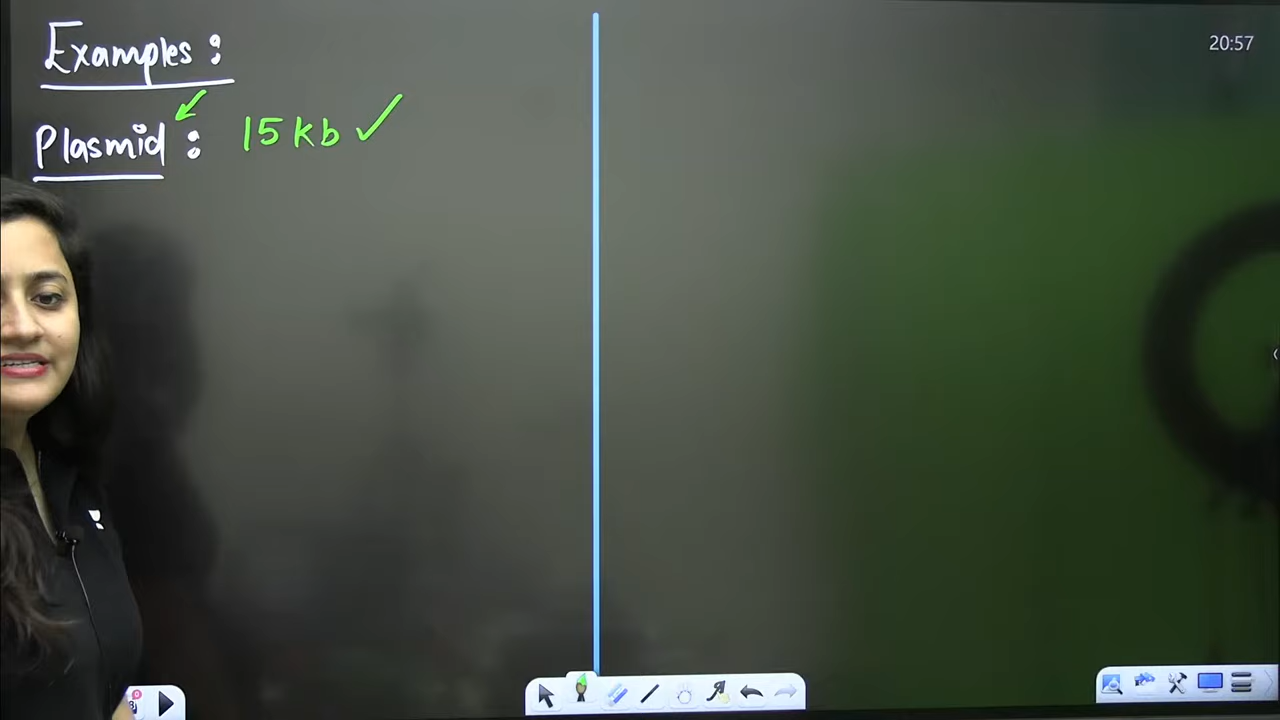 Examples :
20:57
Plasmid : 15 kb ✓